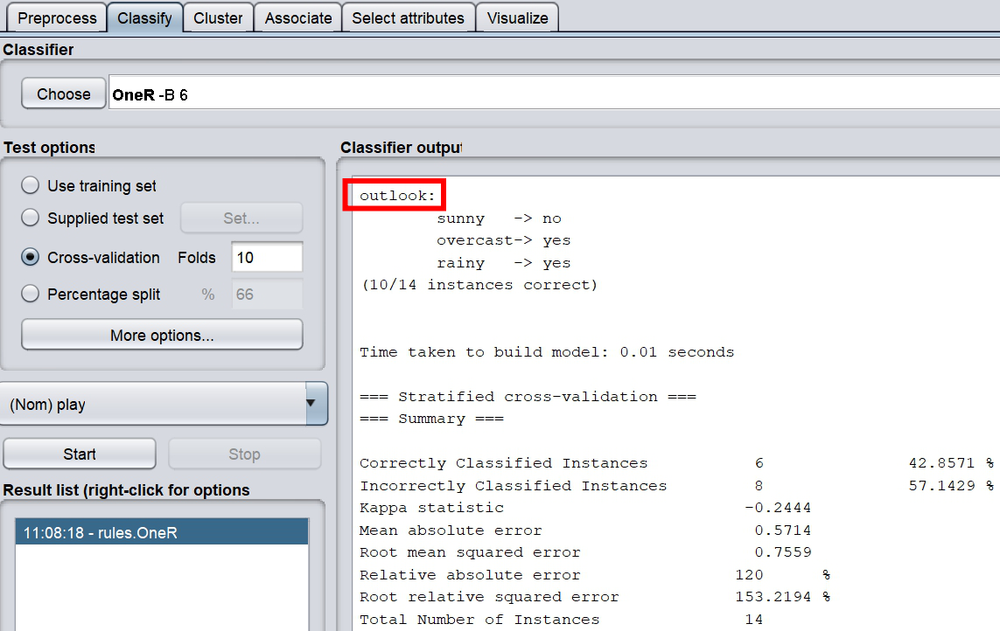 Preprocess Classify Cluster Associate Select attributes Visualize
Classifier
Choose OneR -B 6
Test options
Use training set
Supplied test set Set...
Cross-validation Folds 10
Percentage split % 66
More options...
(Nom) play
Start Stop
Result list (right-click for options
11:08:18 - rules.OneR
Classifier output
outlook:
sunny -> no
overcast-> yes
rainy -> yes
(10/14 instances correct)
Time taken to build model: 0.01 seconds
=== Stratified cross-validation ===
=== Summary ===
Correctly Classified Instances 6 42.8571 %
Incorrectly Classified Instances 8 57.1429 %
Kappa statistic -0.2444
Mean absolute error 0.5714
Root mean squared error 0.7559
Relative absolute error 120 %
Root relative squared error 153.2194 %
Total Number of Instances 14